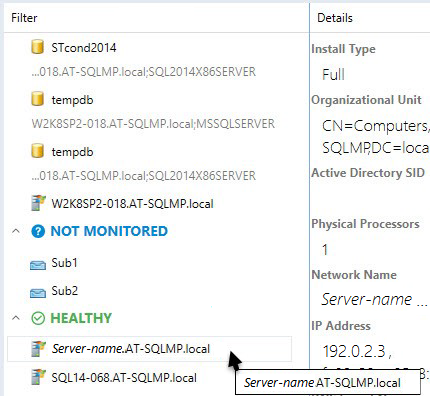 Filter
STcond2014
...018.AT-SQLMP.local;SQL2014X86SERVER
tempdb
W2K8SP2-018.AT-SQLMP.local;MSSQLSERVER
tempdb
...018.AT-SQLMP.local;SQL2014X86SERVER
W2K8SP2-018.AT-SQLMP.local
NOT MONITORED
Sub1
Sub2
HEALTHY
Server-name.AT-SQLMP.local
SQL14-068.AT-SQLMP.local
Server-name AT-SQLMP.local
Details
Install Type
Full
Organizational Unit
CN=Computers,
SQLMP,DC=loca
Active Directory SID
Physical Processors
1
Network Name
Server-name ...
IP Address
192.0.2.3 ,